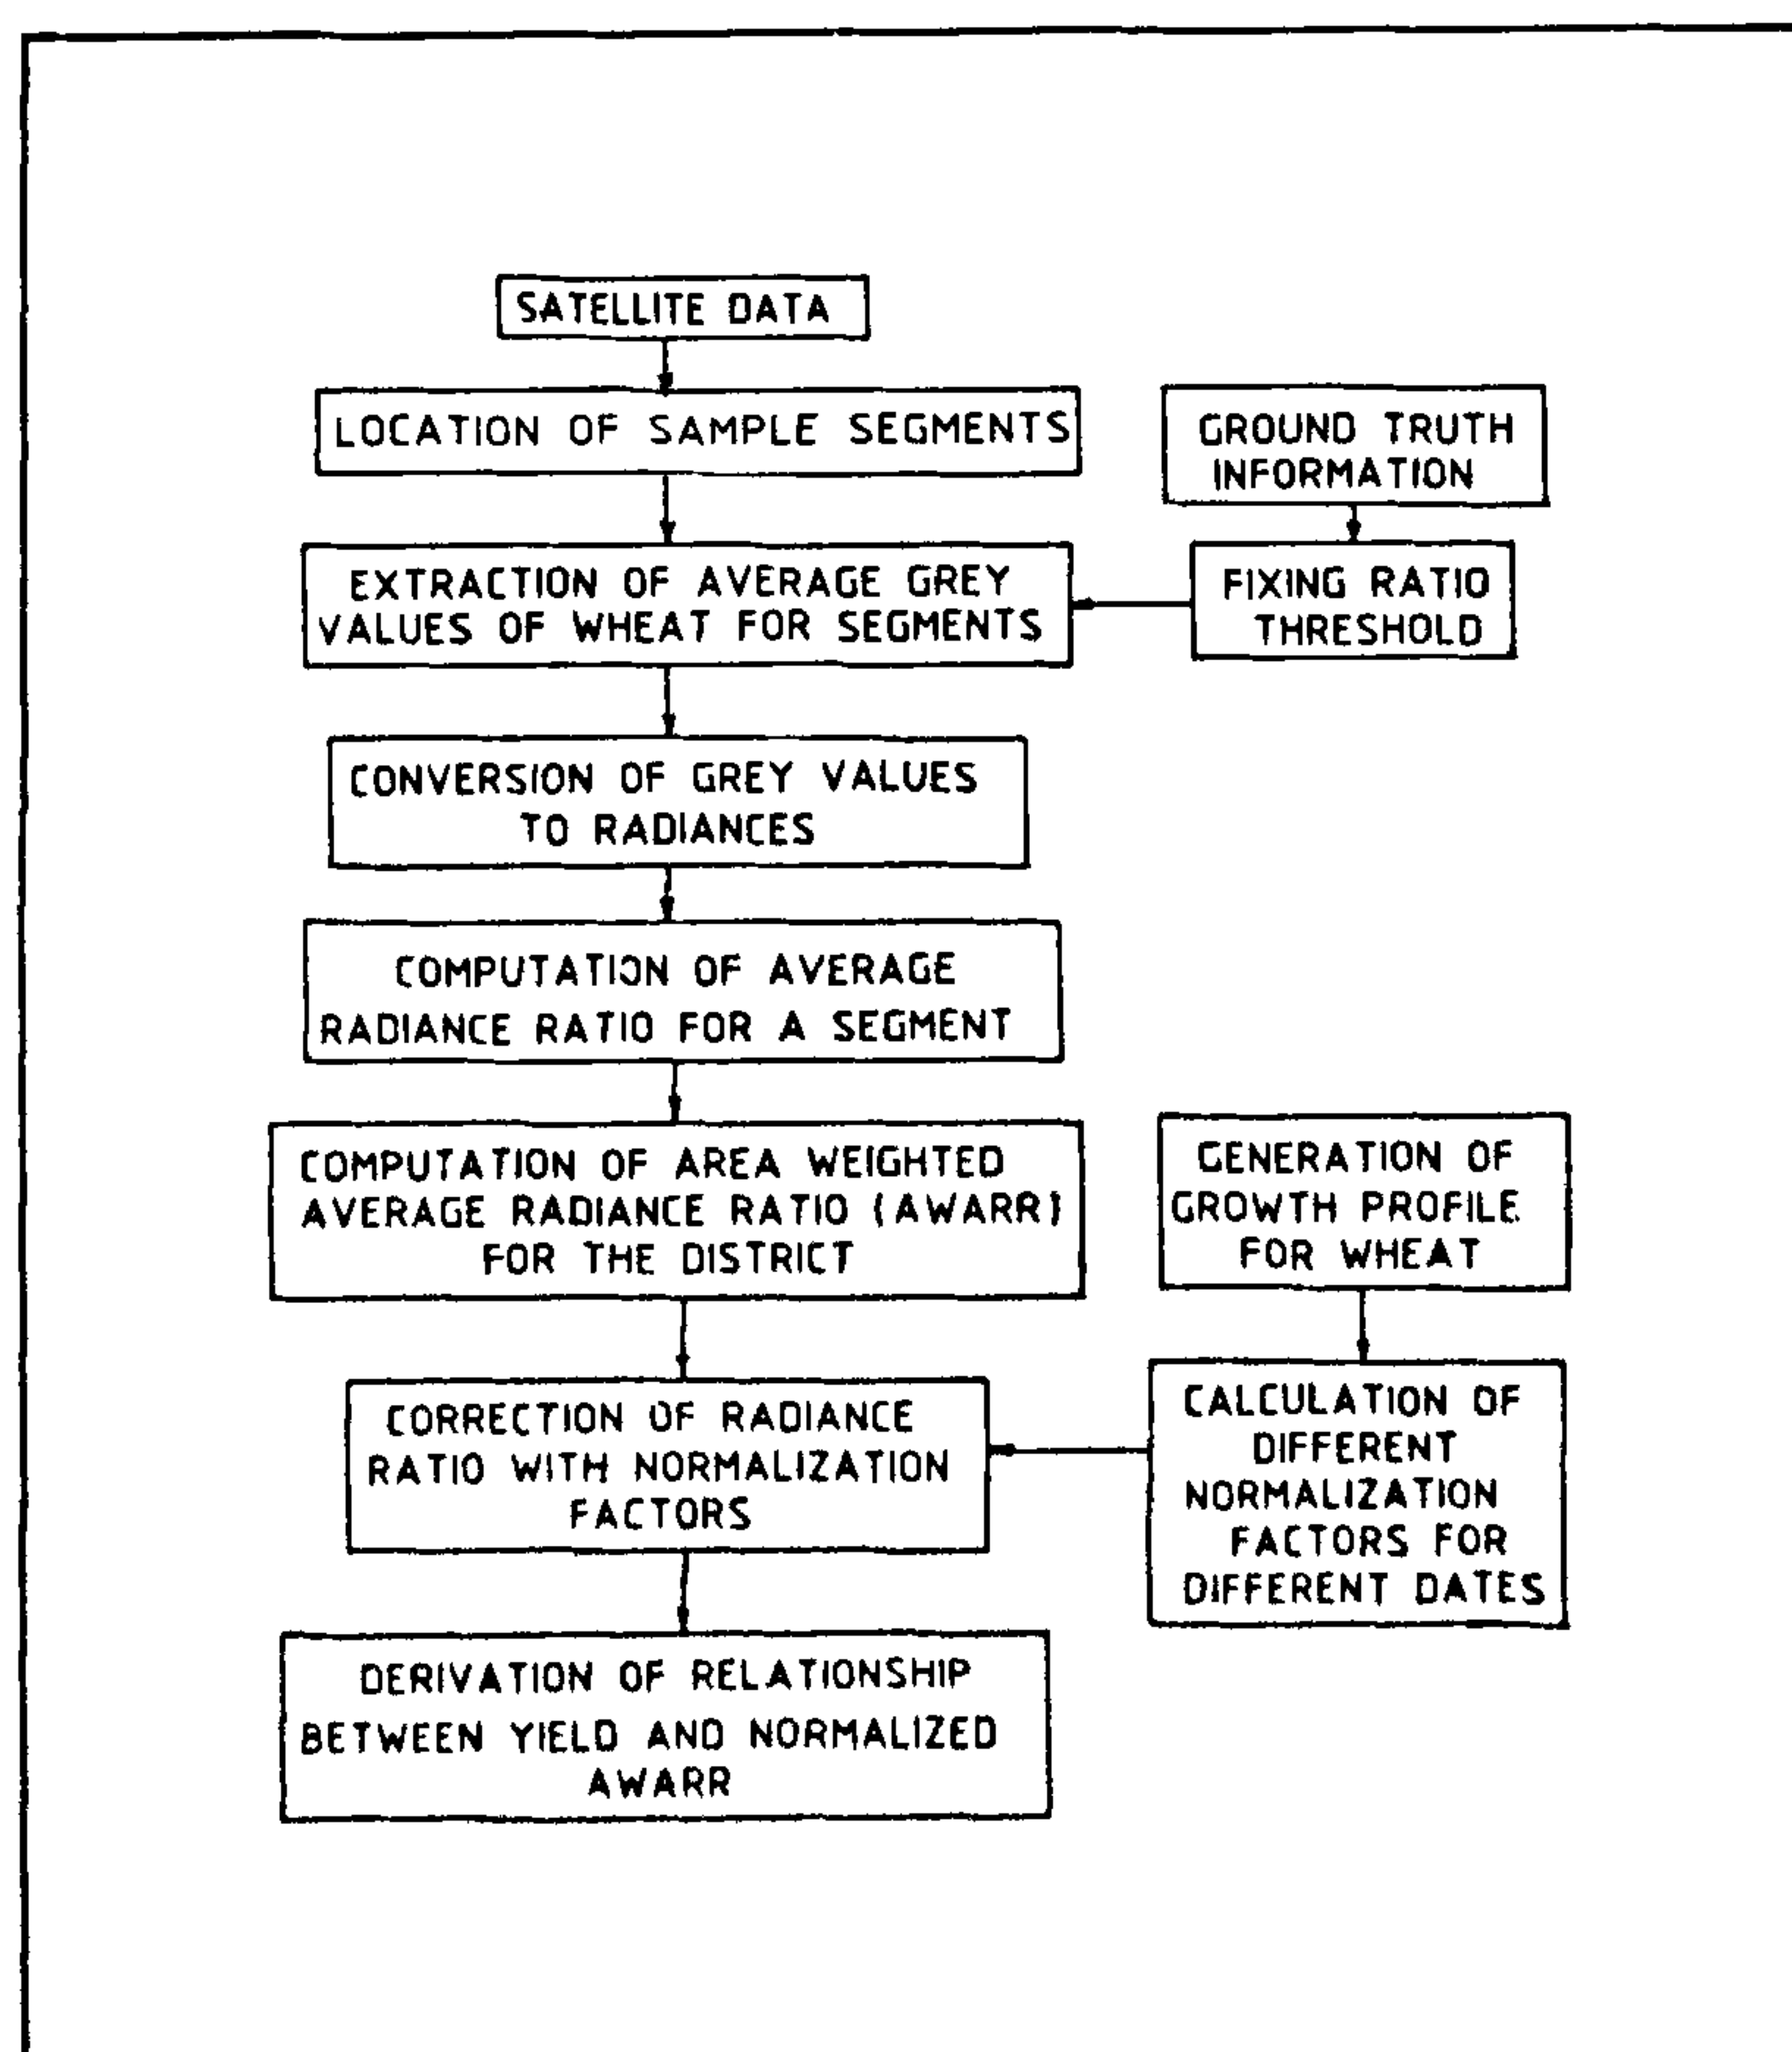 SATELLITE DATA
LOCATION OF SAMPLE SEGMENTS
GROUND TRUTH
INFORMATION
EXTRACTION OF AVERAGE GREY
VALUES OF WHEAT FOR SEGMENTS
FIXING RATIO
THRESHOLD
CONVERSION OF GREY VALUES
TO RADIANCES
COMPUTATION OF AVERAGE
RADIANCE RATIO FOR A SEGMENT
COMPUTATION OF AREA WEIGHTED
AVERAGE RADIANCE RATIO (AWARR)
FOR THE DISTRICT
GENERATION OF
GROWTH PROFILE
FOR WHEAT
CORRECTION OF RADIANCE
RATIO WITH NORMALIZATION
FACTORS
CALCULATION OF
DIFFERENT
NORMALIZATION
FACTORS FOR
DIFFERENT DATES
DERIVATION OF RELATIONSHIP
BETWEEN YIELD AND NORMALIZED
AWARR